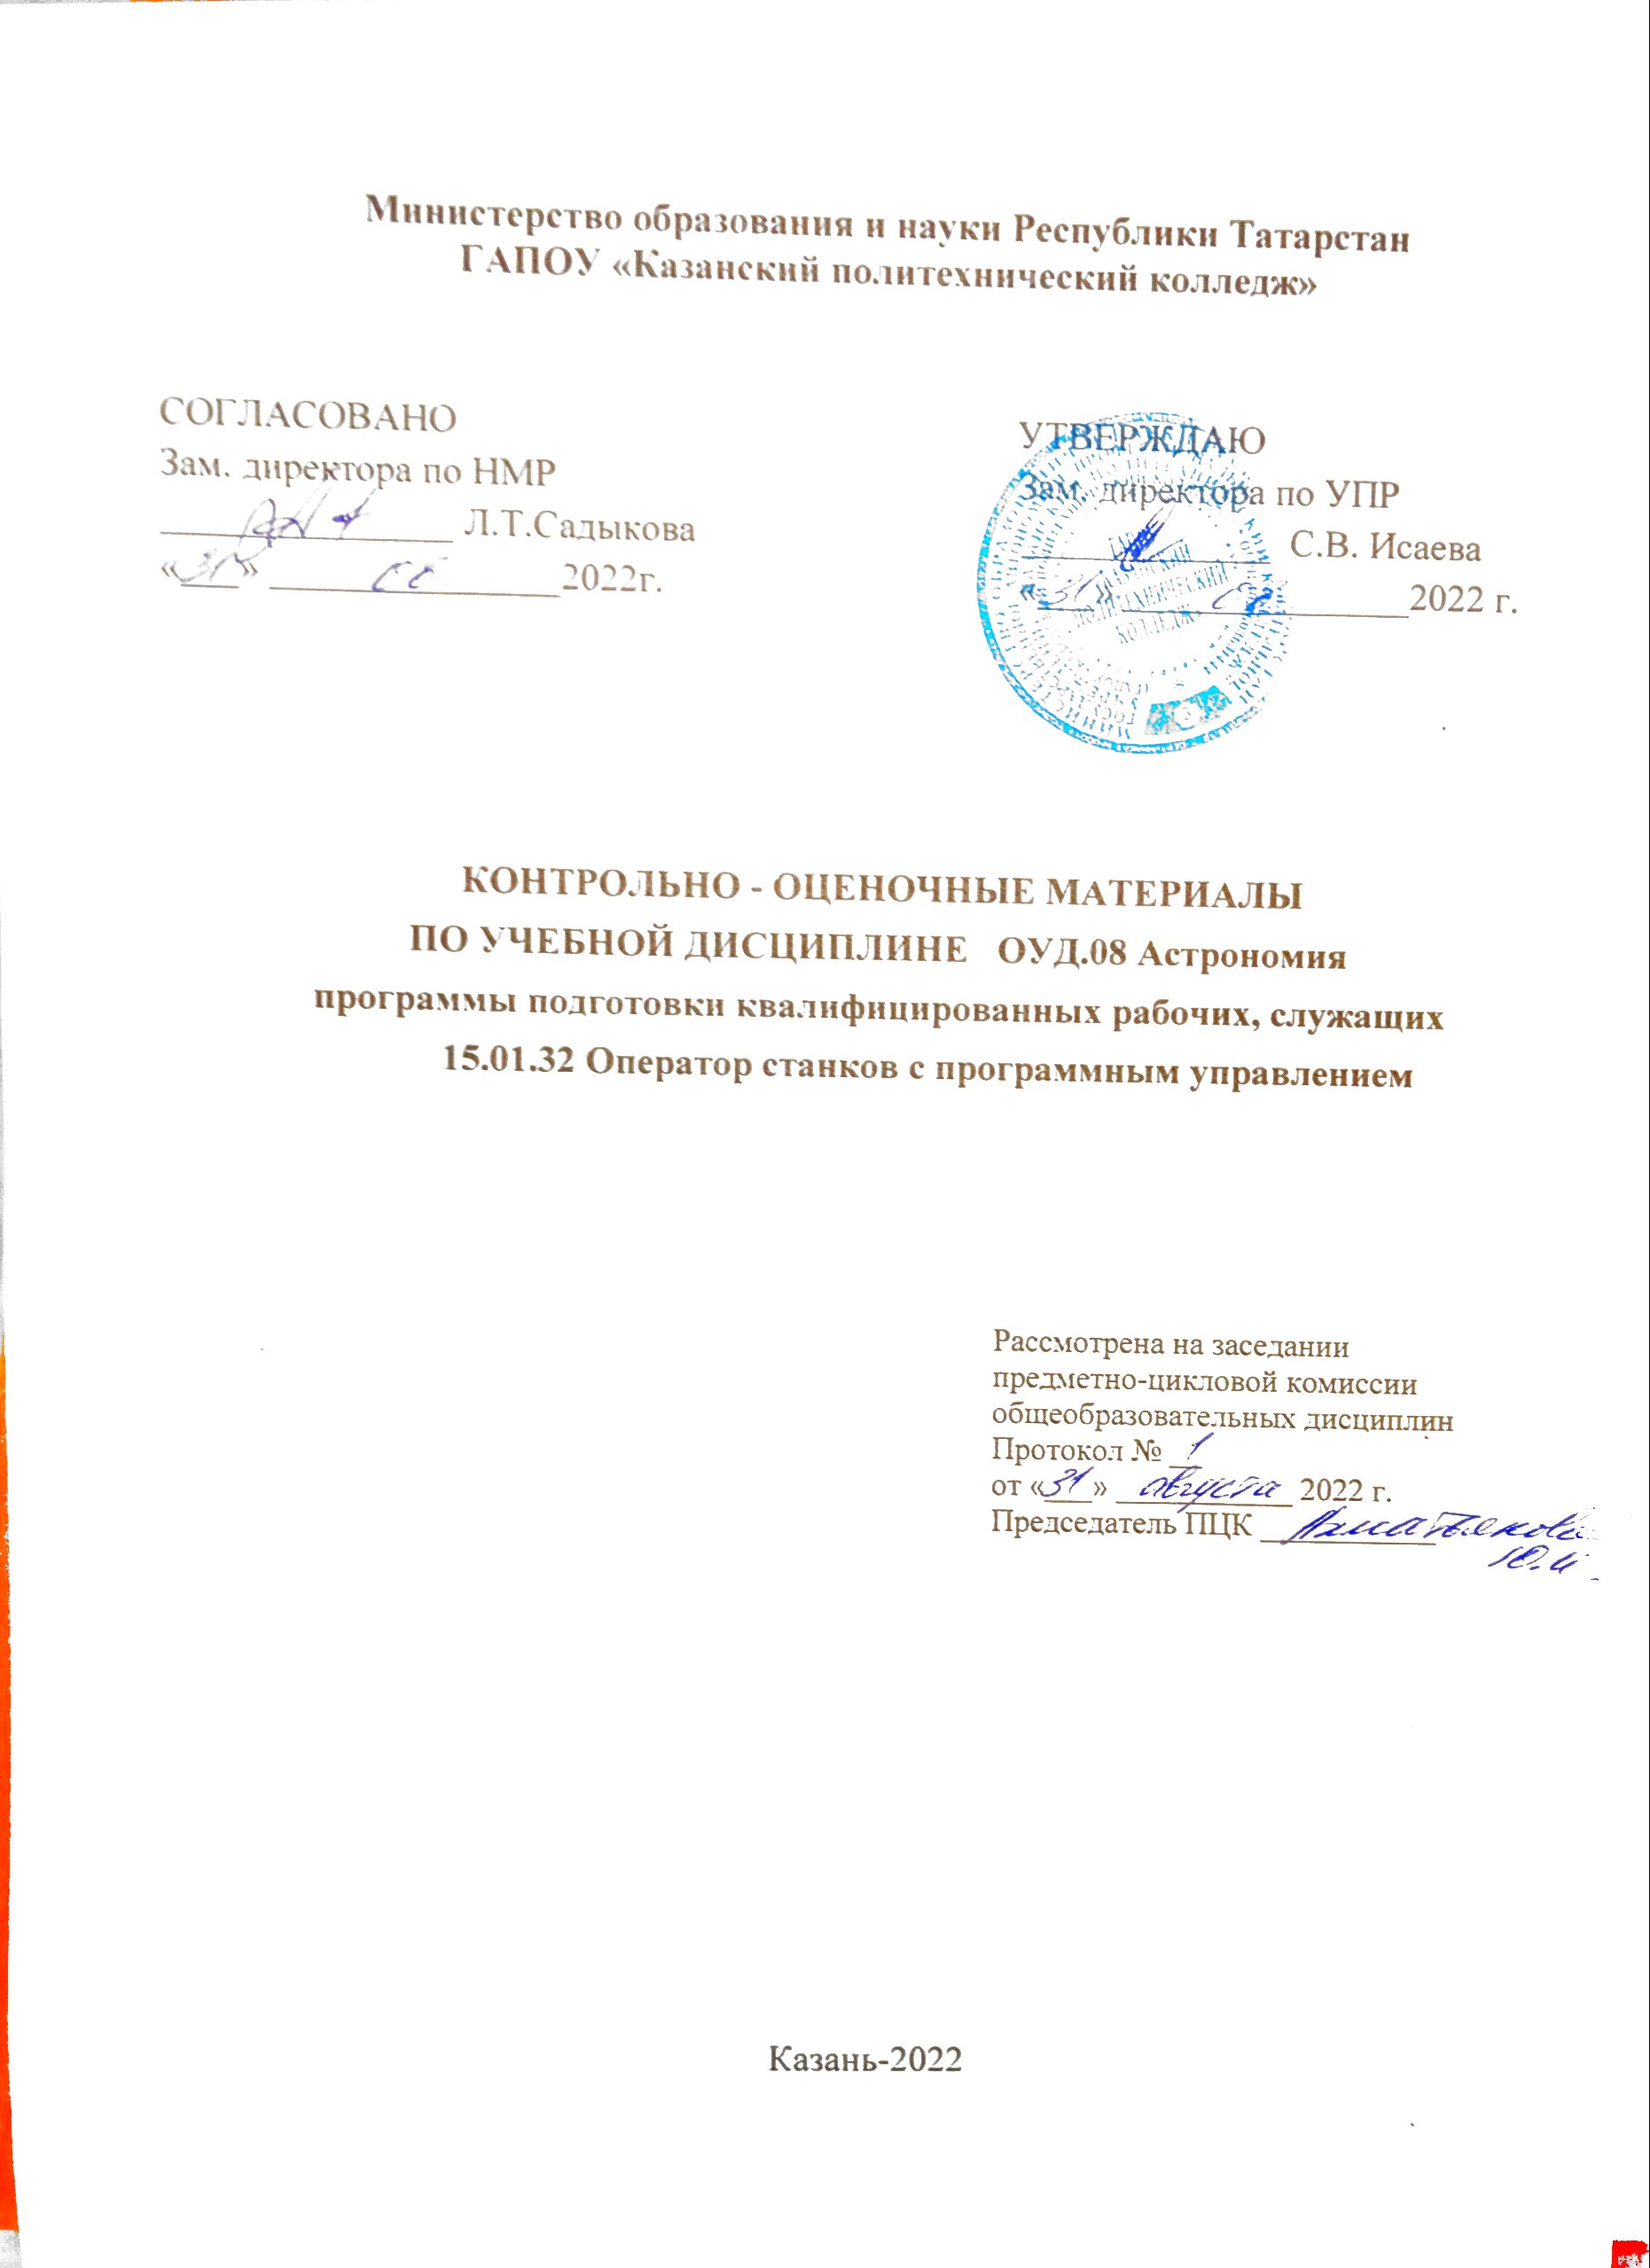 Министерство образования и науки Республики Татарстан
ГАПОУ «Казанский политехнический колледж»
СОГЛАСОВАНО
Зам. директора по НМР
Л.Т.Садыкова
«31» 2022г.
УТВЕРЖДАЮ
Зам. директора по УПР
С.В. Исаева
«31» 2022 г.
ПОЛИТЕХНИЧЕСКИЙ
КОЛЛЕДЖ
КОНТРОЛЬНО - ОЦЕНОЧНЫЕ МАТЕРИАЛЫ
ПО УЧЕБНОЙ ДИСЦИПЛИНЕ ОУД.08 Астрономия
программы подготовки квалифицированных рабочих, служащих
15.01.32 Оператор станков с программным управлением
Рассмотрена на заседании
предметно-цикловой комиссии
общеобразовательных дисциплин
Протокол № 1
от «31» августа 2022 г.
Председатель ПЦК
Казань-2022